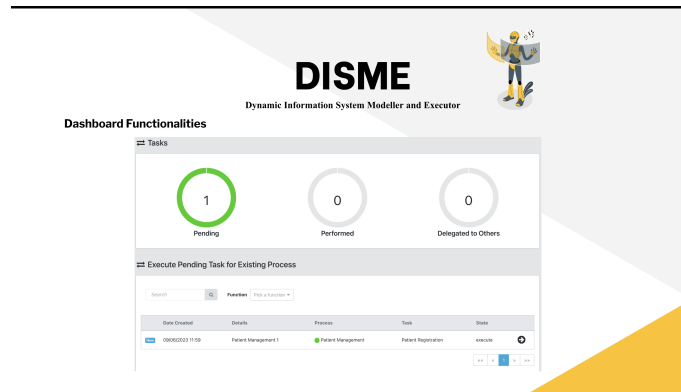 DISME
Dynamic Information System Modeller and Executor
Dashboard Functionalities
Tasks
1
0
0
Pending
Performed
Delegated to Others
Execute Pending Task for Existing Process
Search
Function Pick a function
Date Created Details Process Task State
New 09/06/2023 11:59 Patient Management 1 Patient Management Patient Registration execute
«« « 1 » »»